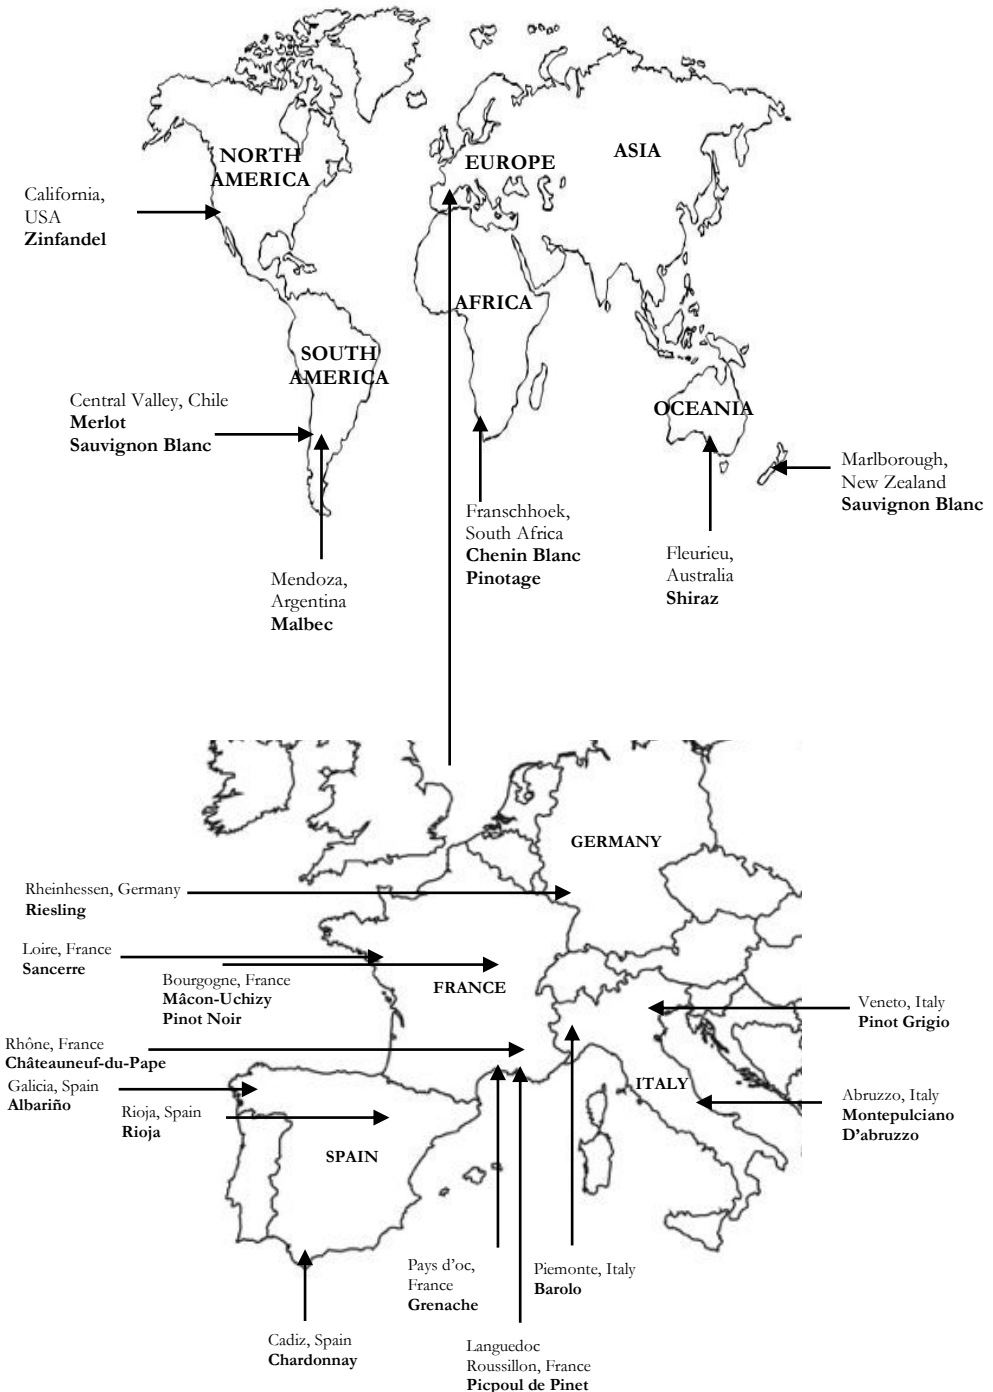 NORTH
AMERICA
EUROPE
ASIA
California,
USA
Zinfandel
AFRICA
SOUTH
AMERICA
Central Valley, Chile
Merlot
Sauvignon Blanc
OCEANIA
Marlborough,
New Zealand
Sauvignon Blanc
Franschhoek,
South Africa
Chenin Blanc
Pinotage
Fleurieu,
Australia
Shiraz
Mendoza,
Argentina
Malbec
GERMANY
Rheinhessen, Germany
Riesling
Loire, France
Sancerre
Bourgogne, France
Mâcon-Uchizy
Pinot Noir
FRANCE
Veneto, Italy
Pinot Grigio
Rhône, France
Châteauneuf-du-Pape
Galicia, Spain
Albariño
Rioja, Spain
Rioja
ITALY
Abruzzo, Italy
Montepulciano
D'abruzzo
SPAIN
Pays d'oc,
France
Grenache
Piemonte, Italy
Barolo
Cadiz, Spain
Chardonnay
Languedoc
Roussillon, France
Picpoul de Pinet